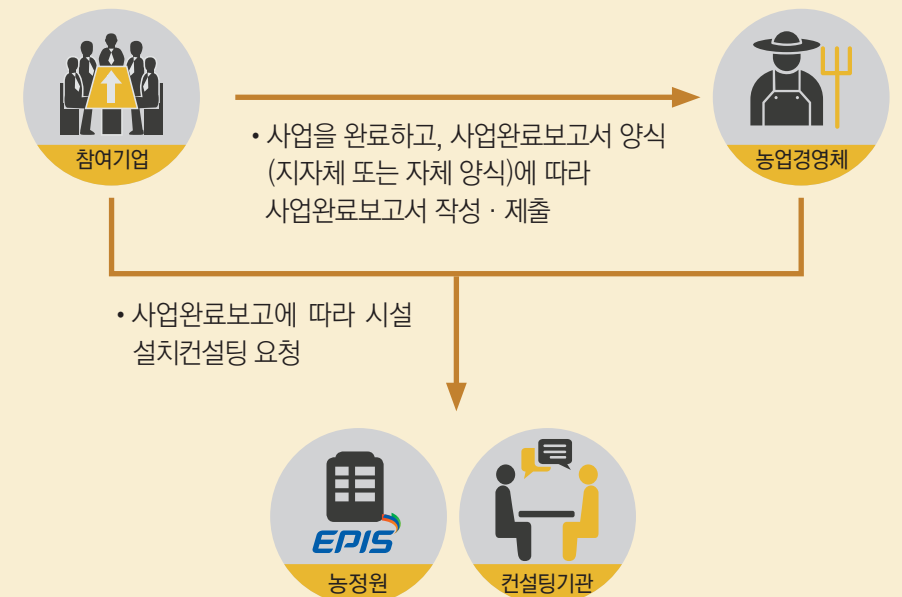 참여기업
농업경영체
• 사업을 완료하고, 사업완료보고서 양식
(지자체 또는 자체 양식)에 따라
사업완료보고서 작성 · 제출
• 사업완료보고에 따라 시설
설치컨설팅 요청
EPIS
농정원
컨설팅기관